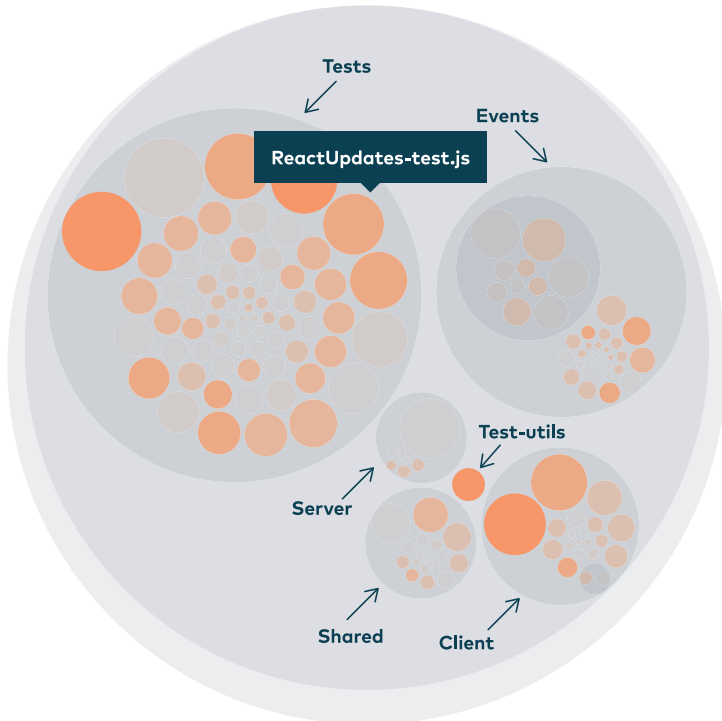 Tests
Events
ReactUpdates-test.js
Test-utils
Server
Shared
Client